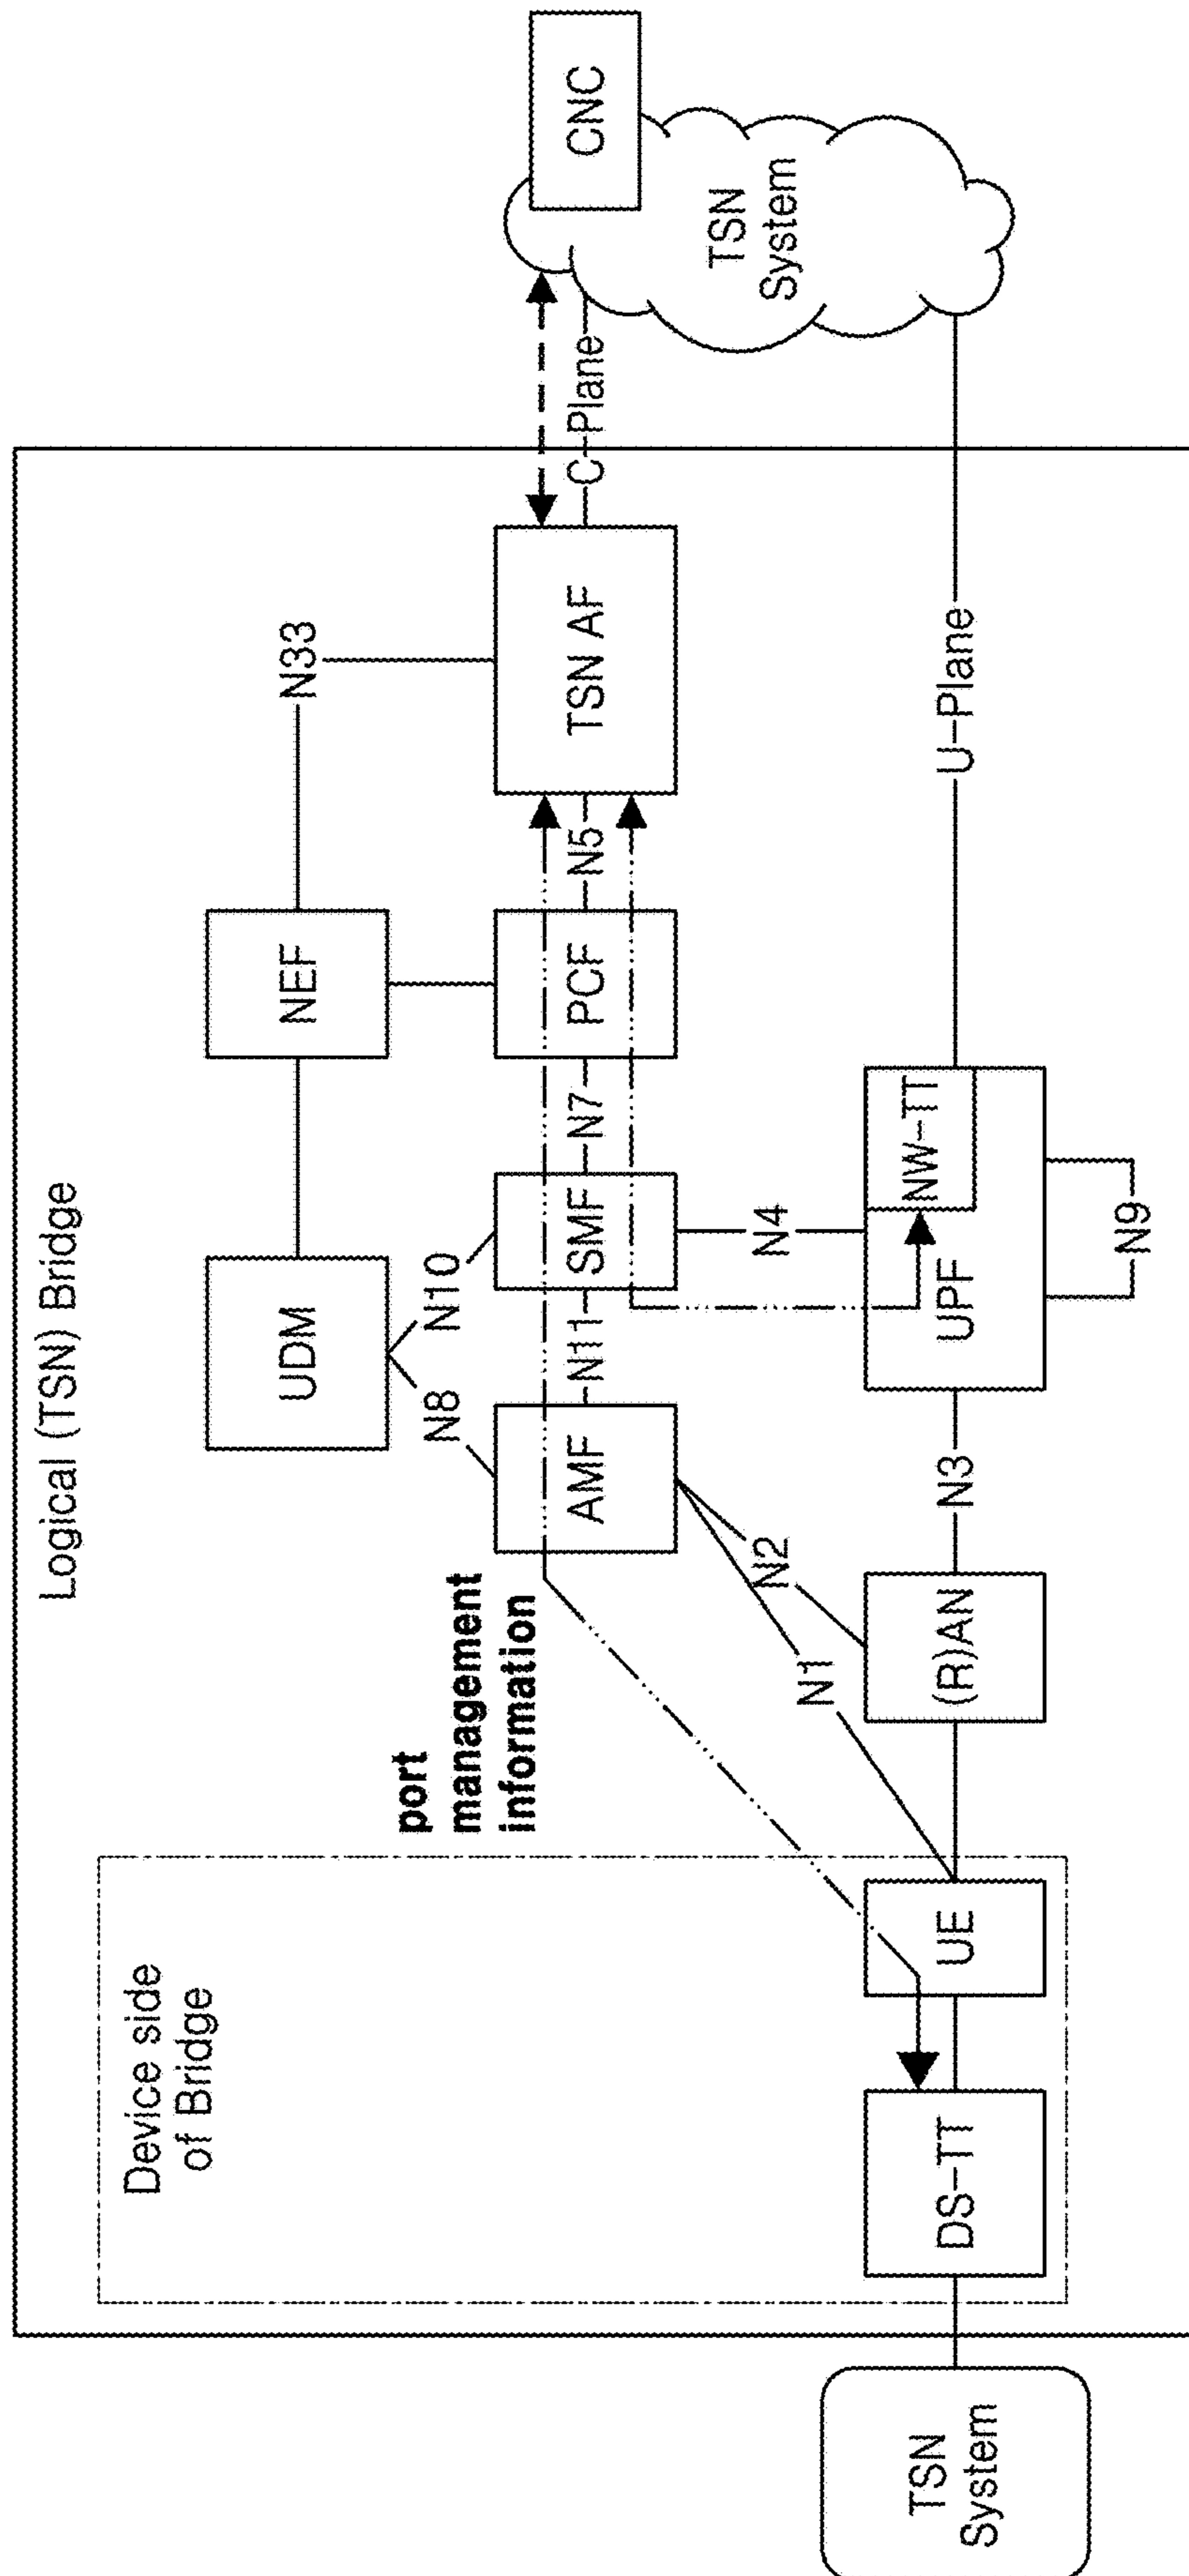 Logical (TSN) Bridge
Device side
of Bridge
port
management
information
UDM
NEF
N33
N8
N10
AMF
N11
SMF
N7
PCF
N5
TSN AF
C-Plane
CNC
TSN
System
N1
N2
N4
TSN
System
DS-TT
UE
(R)AN
N3
UPF
NW-TT
U-Plane
N9